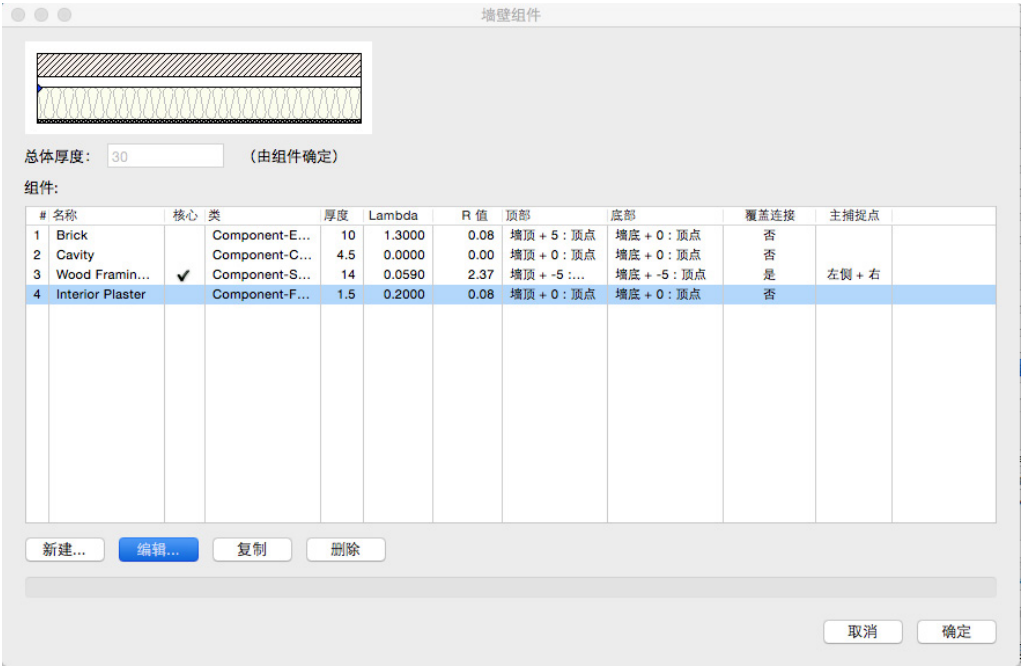 墙壁组件
总体厚度： 30 （由组件确定）
组件:
# 名称 核心 类 厚度 Lambda R 值 顶部 底部 覆盖连接 主捕捉点
1 Brick Component-E... 10 1.3000 0.08 墙顶 + 5 : 顶点 墙底 + 0 : 顶点 否
2 Cavity Component-C... 4.5 0.0000 0.00 墙顶 + 0 : 顶点 墙底 + 0 : 顶点 否
3 Wood Framin... ✔ Component-S... 14 0.0590 2.37 墙顶 + -5 :... 墙底 + -5 : 顶点 是 左侧 + 右
4 Interior Plaster Component-F... 1.5 0.2000 0.08 墙顶 + 0 : 顶点 墙底 + 0 : 顶点 否
新建... 编辑... 复制 删除
取消 确定